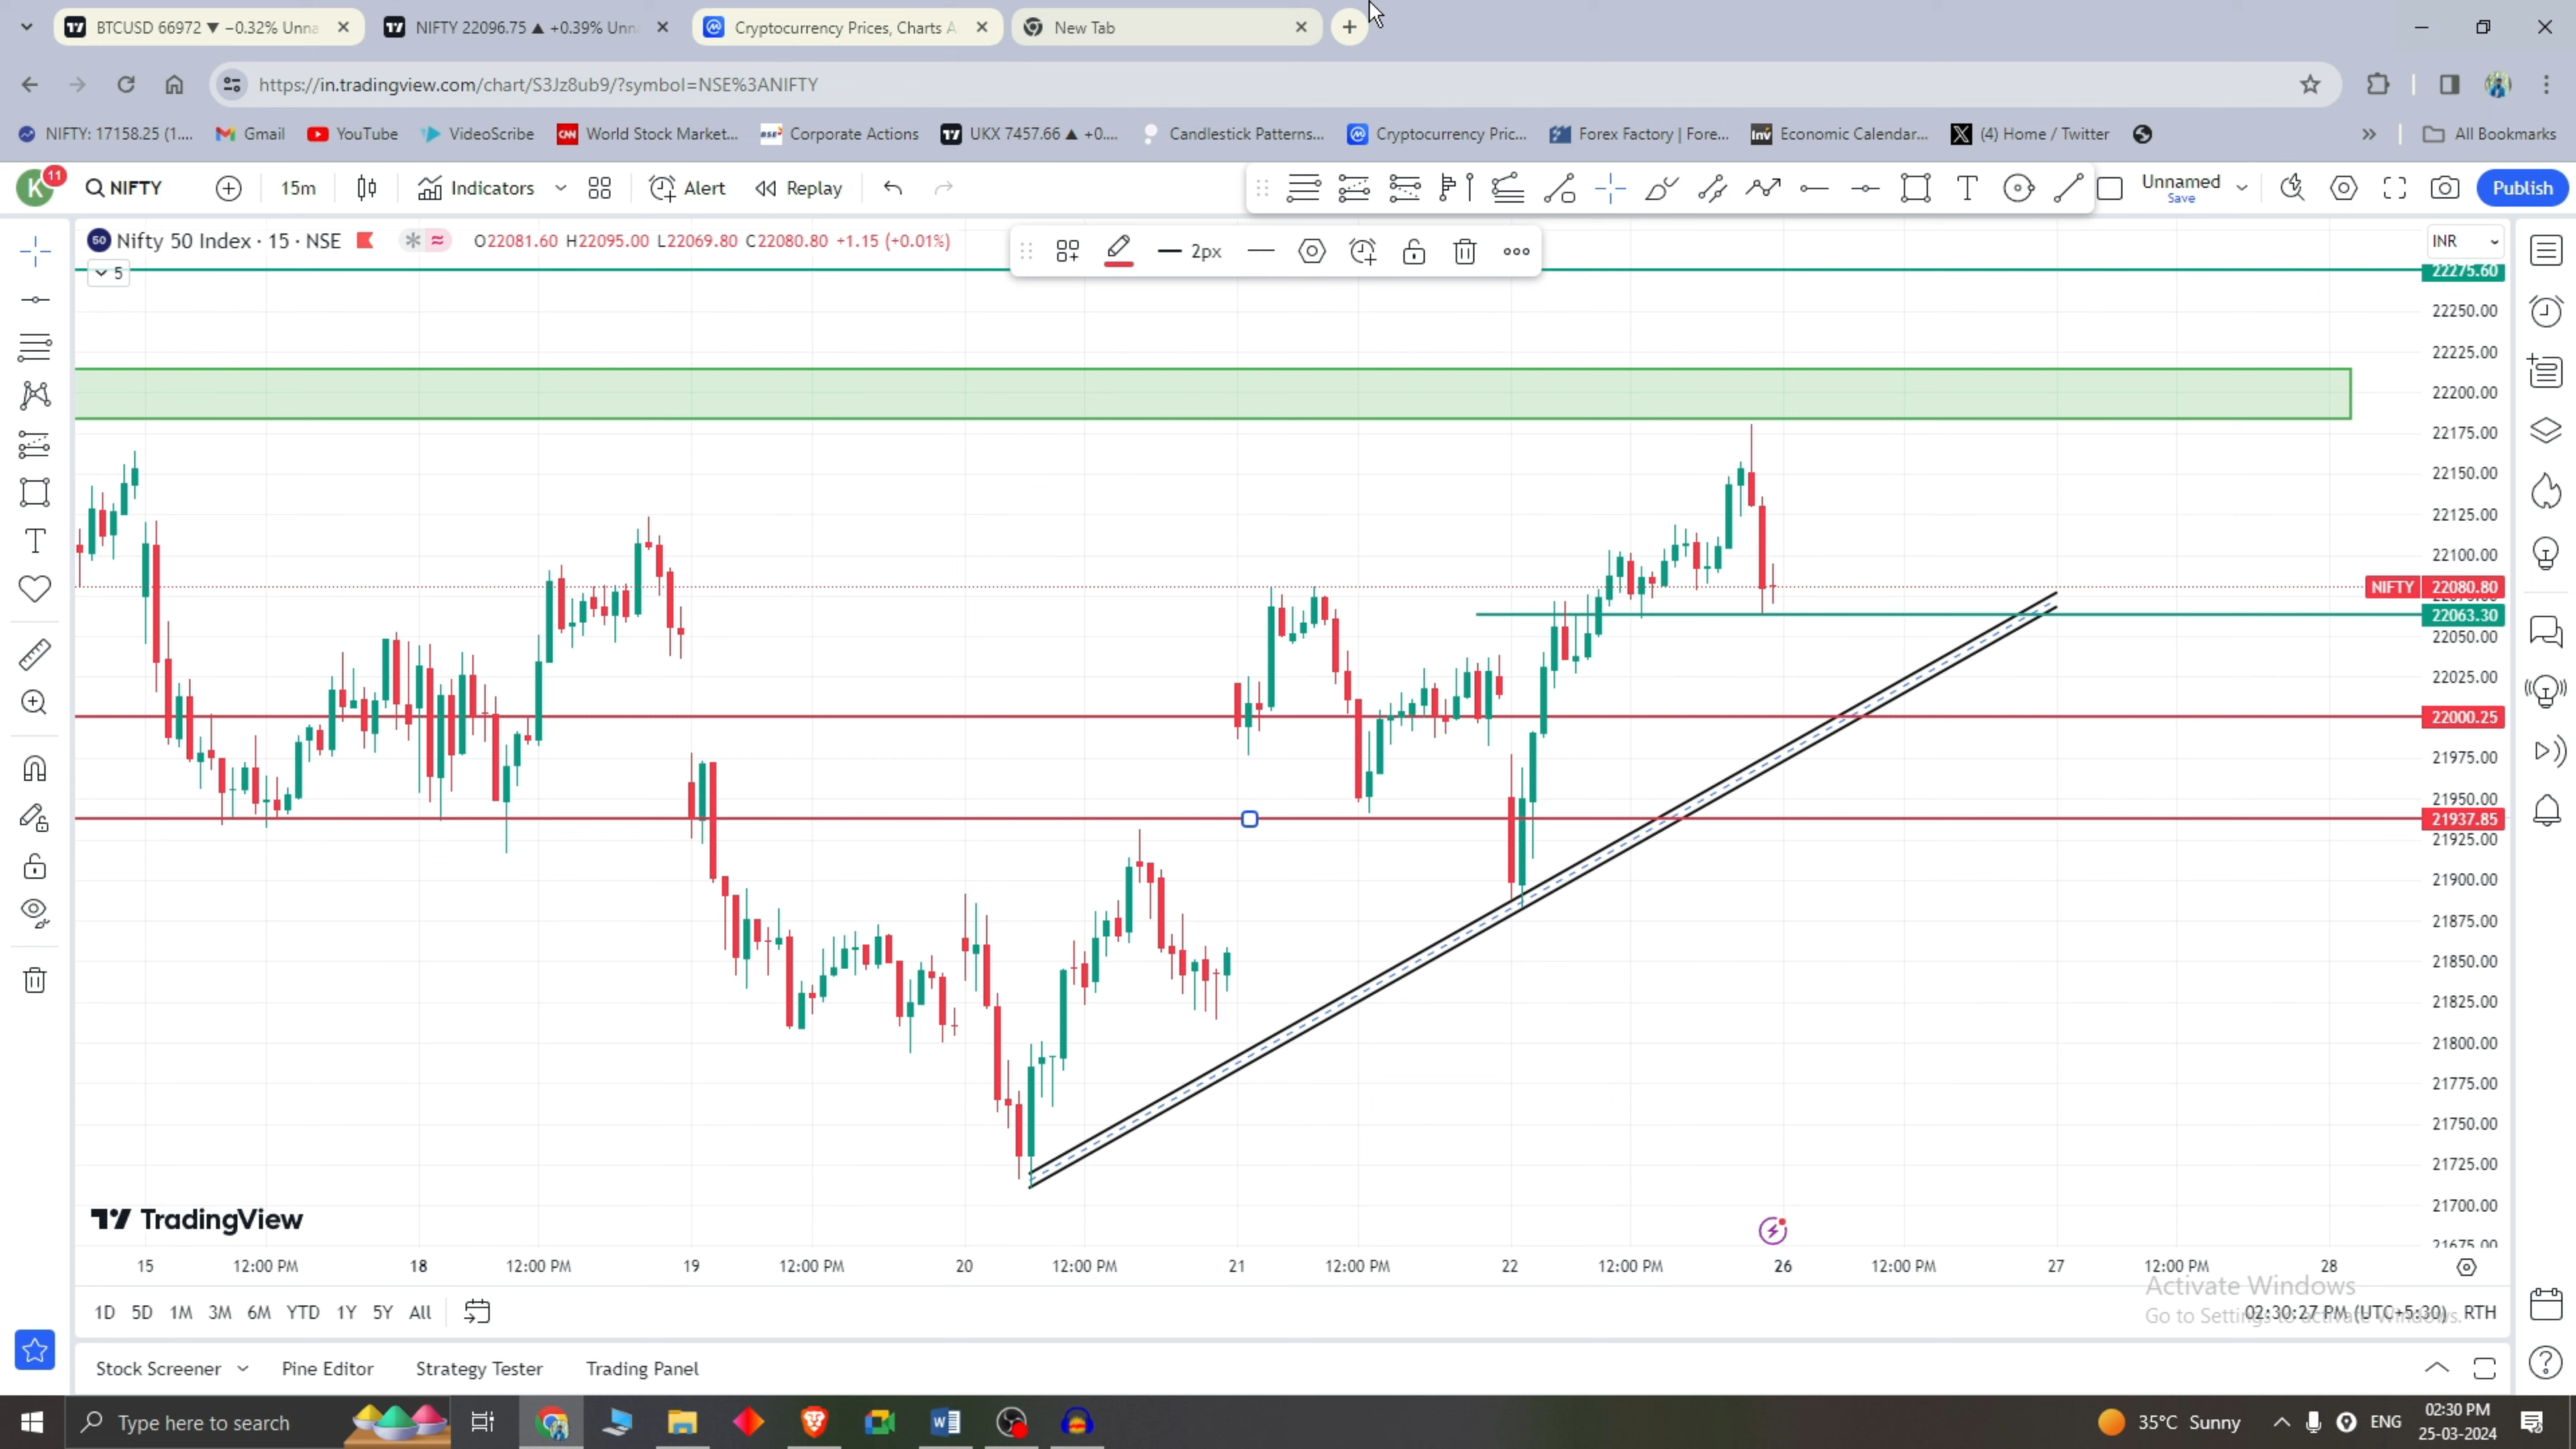 BTCUSD 66972 ▼ −0.32% Unna
NIFTY 22096.75 ▲ +0.39% Unn
Cryptocurrency Prices, Charts A
New Tab
https://in.tradingview.com/chart/S3Jz8ub9/?symbol=NSE%3ANIFTY
NIFTY: 17158.25 (1.... Gmail YouTube VideoScribe World Stock Market... Corporate Actions UKX 7457.66 ▲ +0.... Candlestick Patterns... Cryptocurrency Pric... Forex Factory | Fore... Economic Calendar... (4) Home / Twitter » All Bookmarks
K 11 NIFTY 15m Indicators Alert Replay T Unnamed Save Publish
50 Nifty 50 Index · 15 · NSE O22081.60 H22095.00 L22069.80 C22080.80 +1.15 (+0.01%)
2px
INR
5
22275.60
22250.00
22225.00
22200.00
22175.00
22150.00
22125.00
22100.00
NIFTY 22080.80
22063.30
22050.00
22025.00
22000.25
21975.00
21950.00
21937.85
21925.00
21900.00
21875.00
21850.00
21825.00
21800.00
21775.00
21750.00
21725.00
21700.00
21675.00
TradingView
15 12:00 PM 18 12:00 PM 19 12:00 PM 20 12:00 PM 21 12:00 PM 22 12:00 PM 26 12:00 PM 27 12:00 PM 28
Activate Windows
Go to Settings to activate Windows.
1D 5D 1M 3M 6M YTD 1Y 5Y All 02:30:27 PM (UTC+5:30) RTH
Stock Screener Pine Editor Strategy Tester Trading Panel
Type here to search
35°C Sunny ENG
02:30 PM
25-03-2024